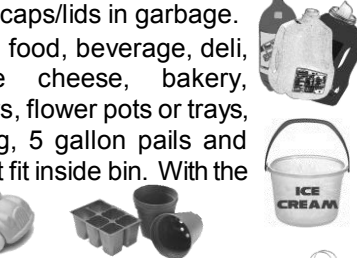 caps/lids in garbage.
food, beverage, deli,
cheese, bakery,
flower pots or trays,
5 gallon pails and
fit inside bin. With the
ICE
CREAM